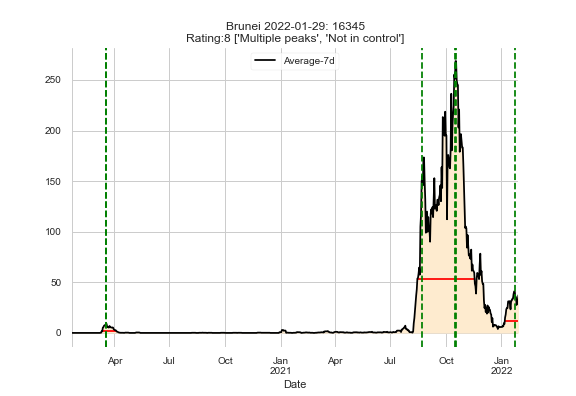 Brunei 2022-01-29: 16345
Rating:8 ['Multiple peaks', 'Not in control']
Average-7d
250
200
150
100
50
0
Apr Jul Oct Jan Apr Jul Oct Jan
2021 2022
Date